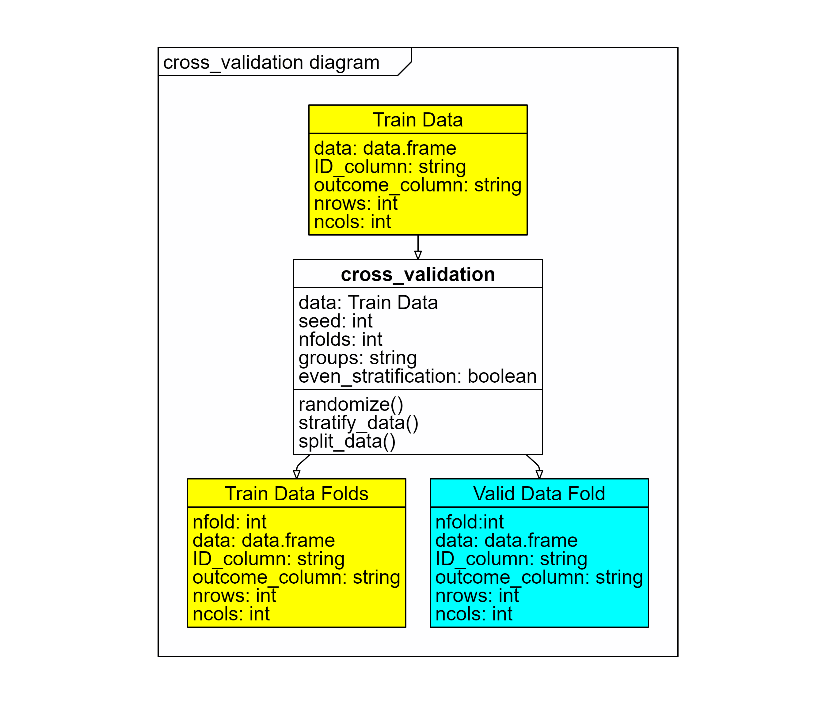 cross_validation diagram
Train Data
data: data.frame
ID_column: string
outcome_column: string
nrows: int
ncols: int
cross_validation
data: Train Data
seed: int
nfolds: int
groups: string
even_stratification: boolean
randomize()
stratify_data()
split_data()
Train Data Folds
nfold: int
data: data.frame
ID_column: string
outcome_column: string
nrows: int
ncols: int
Valid Data Fold
nfold:int
data: data.frame
ID_column: string
outcome_column: string
nrows: int
ncols: int